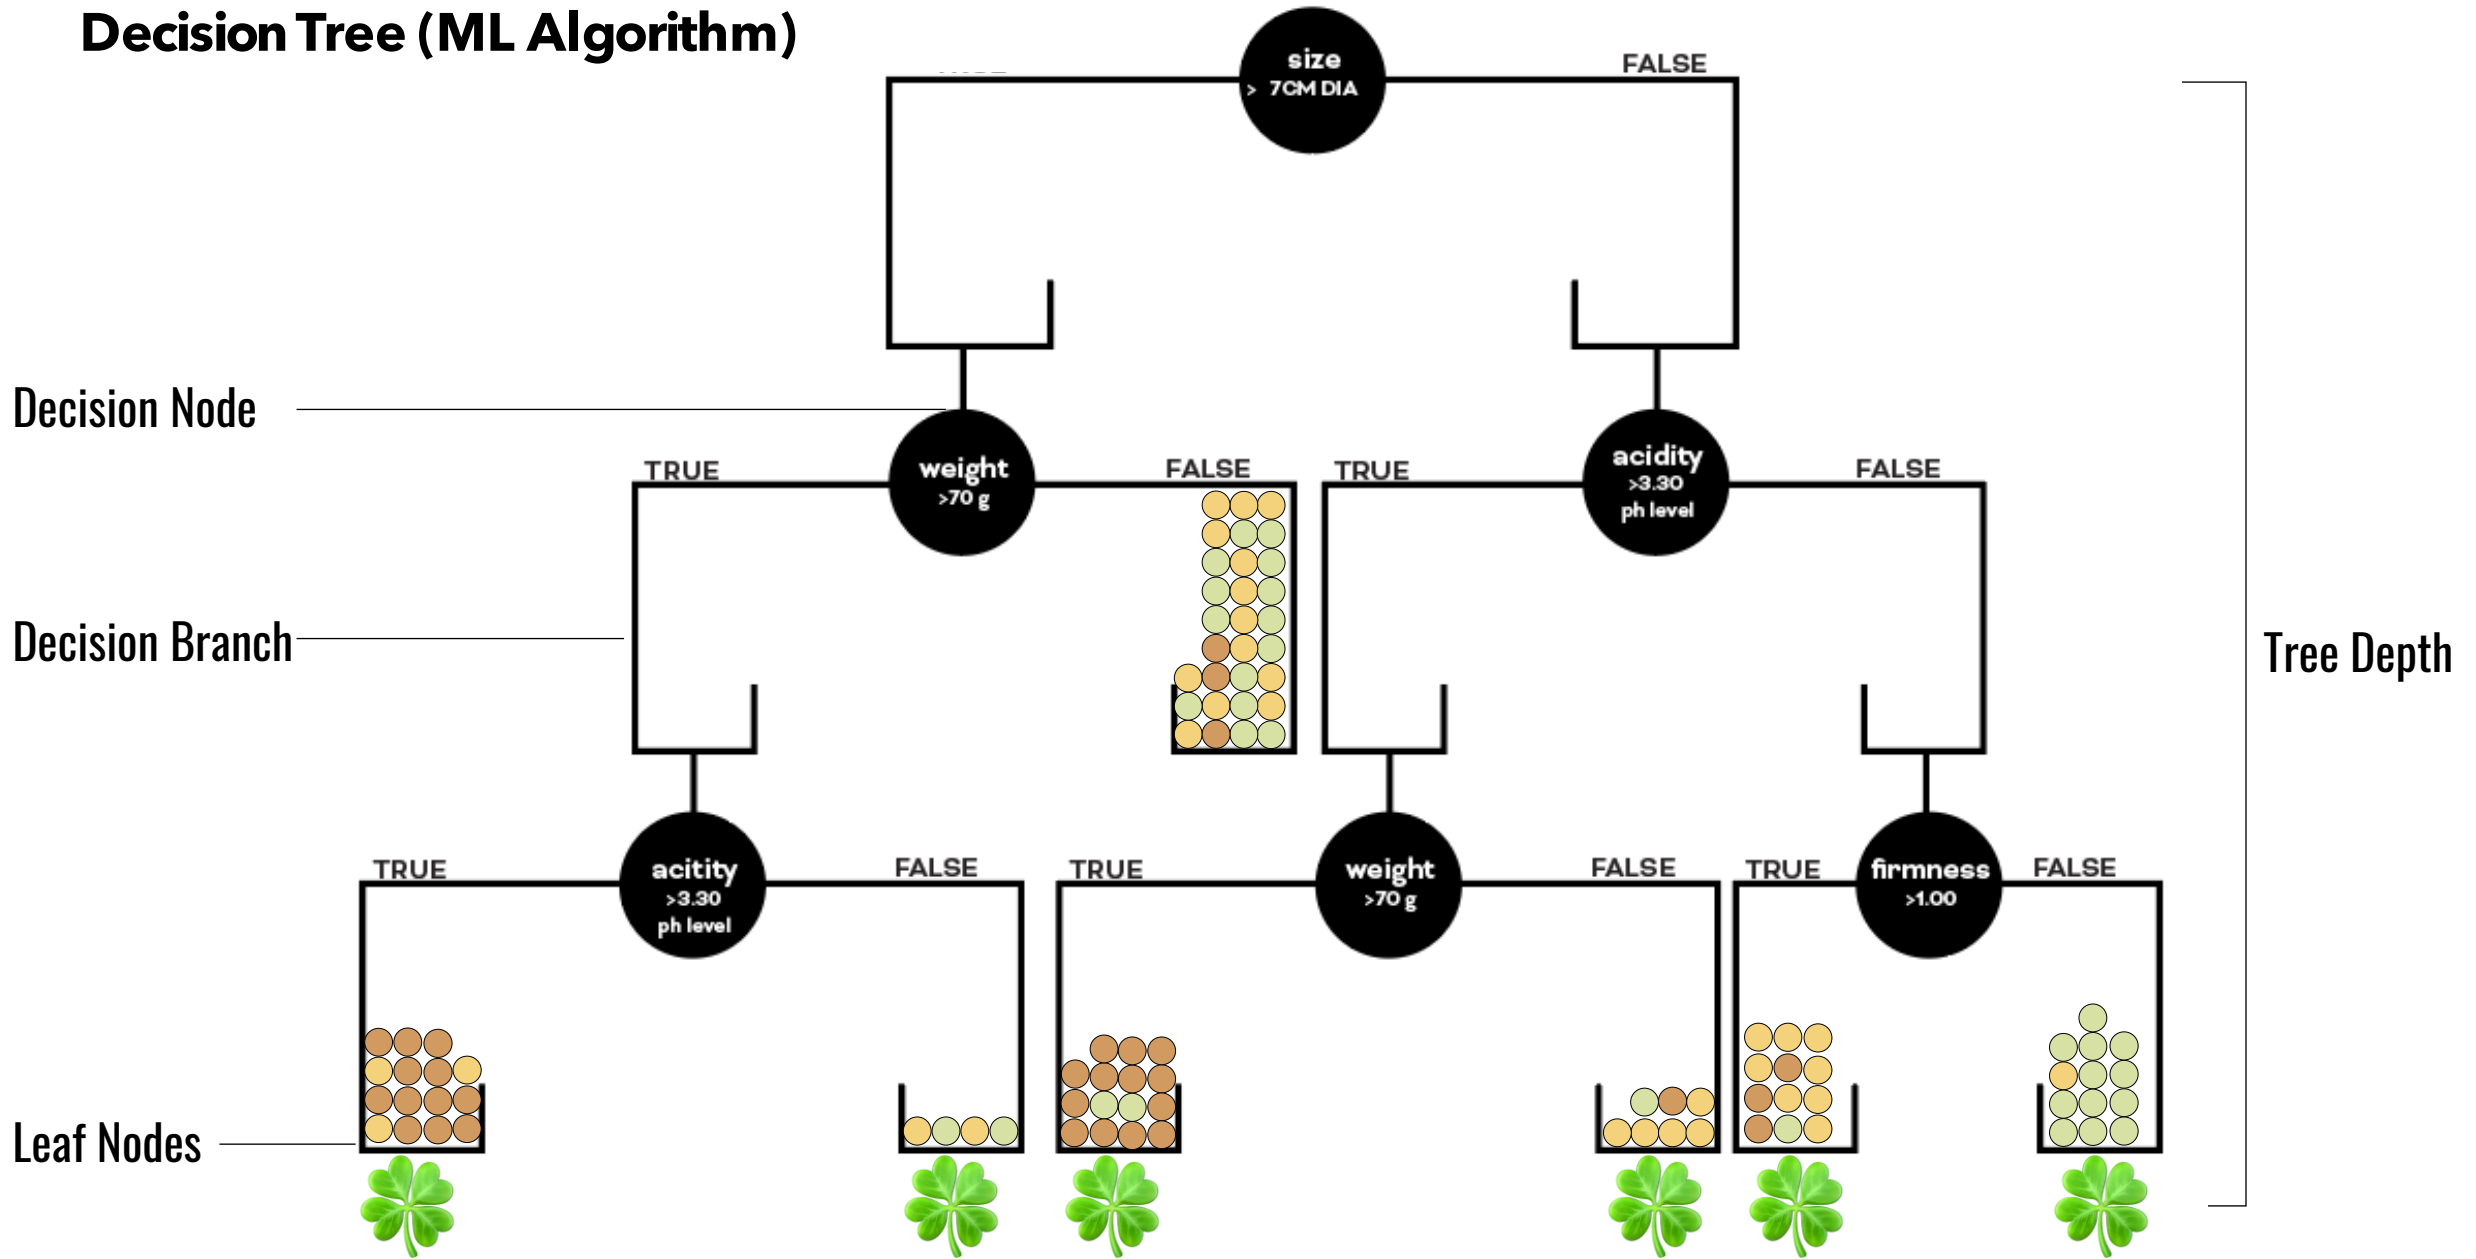 Decision Tree (ML Algorithm)
size
> 7CM DIA
FALSE
Decision Node
TRUE
weight
>70 g
FALSE
TRUE
acidity
>3.30
ph level
FALSE
Decision Branch
Tree Depth
TRUE
acitity
>3.30
ph level
FALSE
TRUE
weight
>70 g
FALSE
TRUE
firmness
>1.00
FALSE
Leaf Nodes